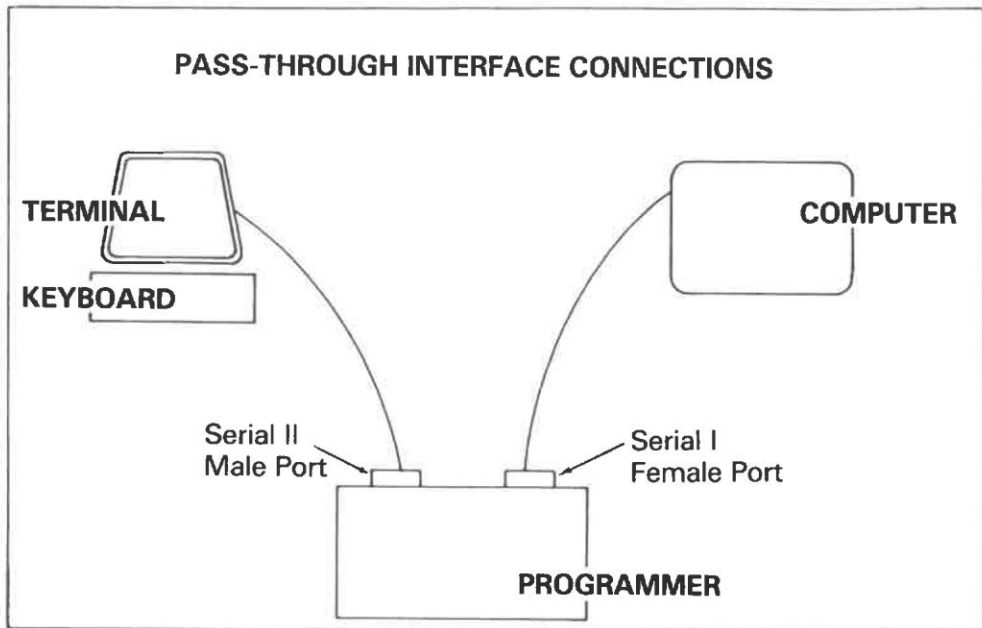 PASS-THROUGH INTERFACE CONNECTIONS
TERMINAL
COMPUTER
KEYBOARD
Serial II
Male Port
Serial I
Female Port
PROGRAMMER